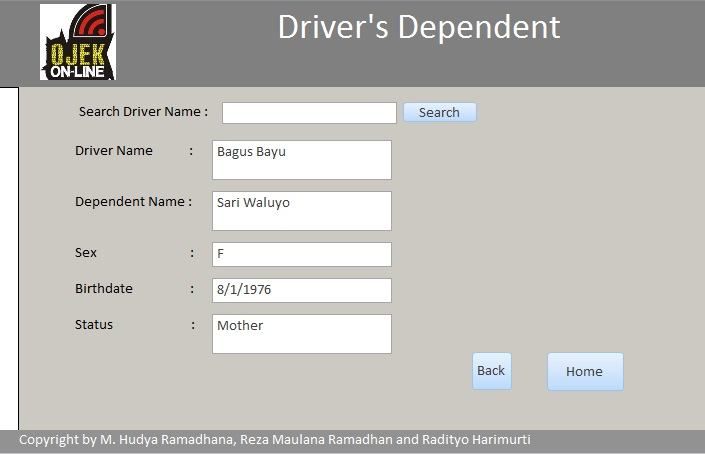 OJEK
ON-LINE
Driver's Dependent
Search Driver Name : Search
Driver Name : Bagus Bayu
Dependent Name : Sari Waluyo
Sex : F
Birthdate : 8/1/1976
Status : Mother
Back Home
Copyright by M. Hudya Ramadhana, Reza Maulana Ramadhan and Radityo Harimurti